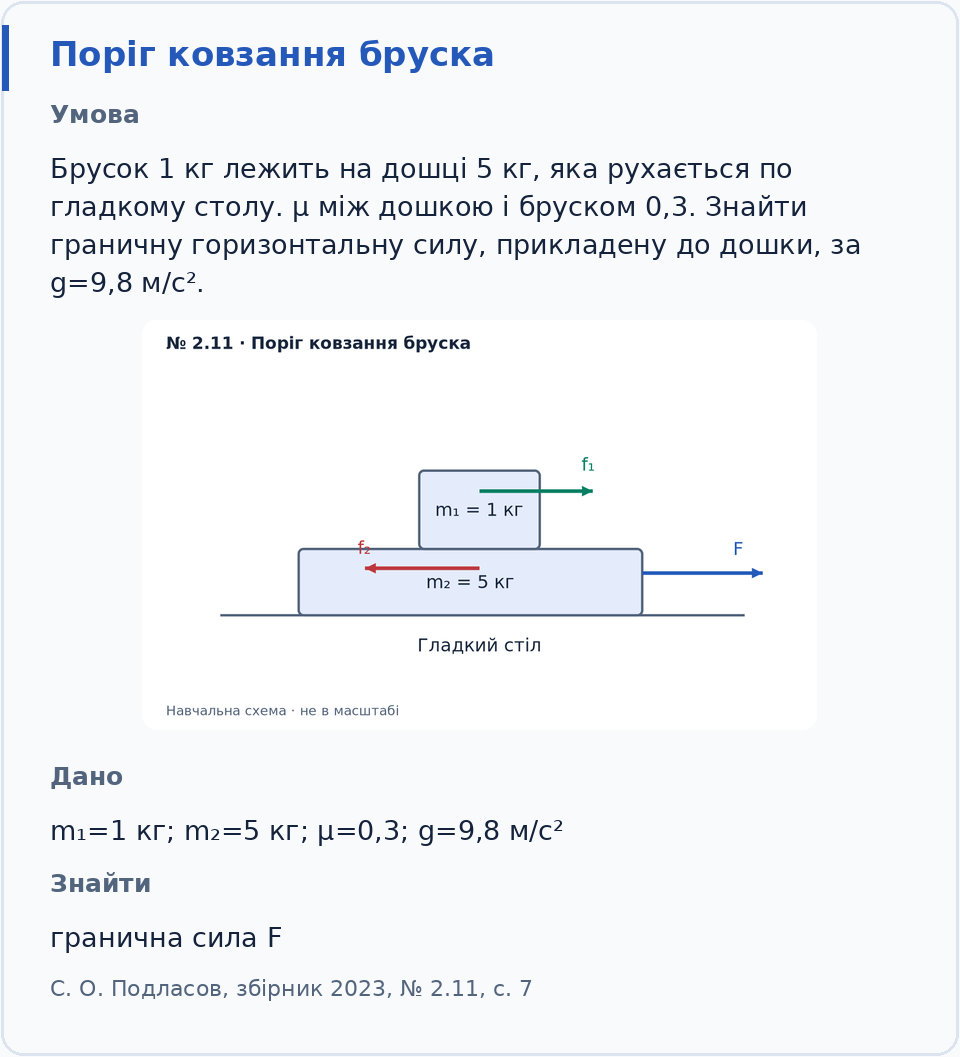 Поріг ковзання бруска
Умова
Брусок 1 кг лежить на дошці 5 кг, яка рухається по
гладкому столу. μ між дошкою і бруском 0,3. Знайти
граничну горизонтальну силу, прикладену до дошки, за
g=9,8 м/с².
№ 2.11 · Поріг ковзання бруска
f₁
m₁ = 1 кг
f₂
F
m₂ = 5 кг
Гладкий стіл
Навчальна схема · не в масштабі
Дано
m₁=1 кг; m₂=5 кг; μ=0,3; g=9,8 м/с²
Знайти
гранична сила F
С. О. Подласов, збірник 2023, № 2.11, с. 7